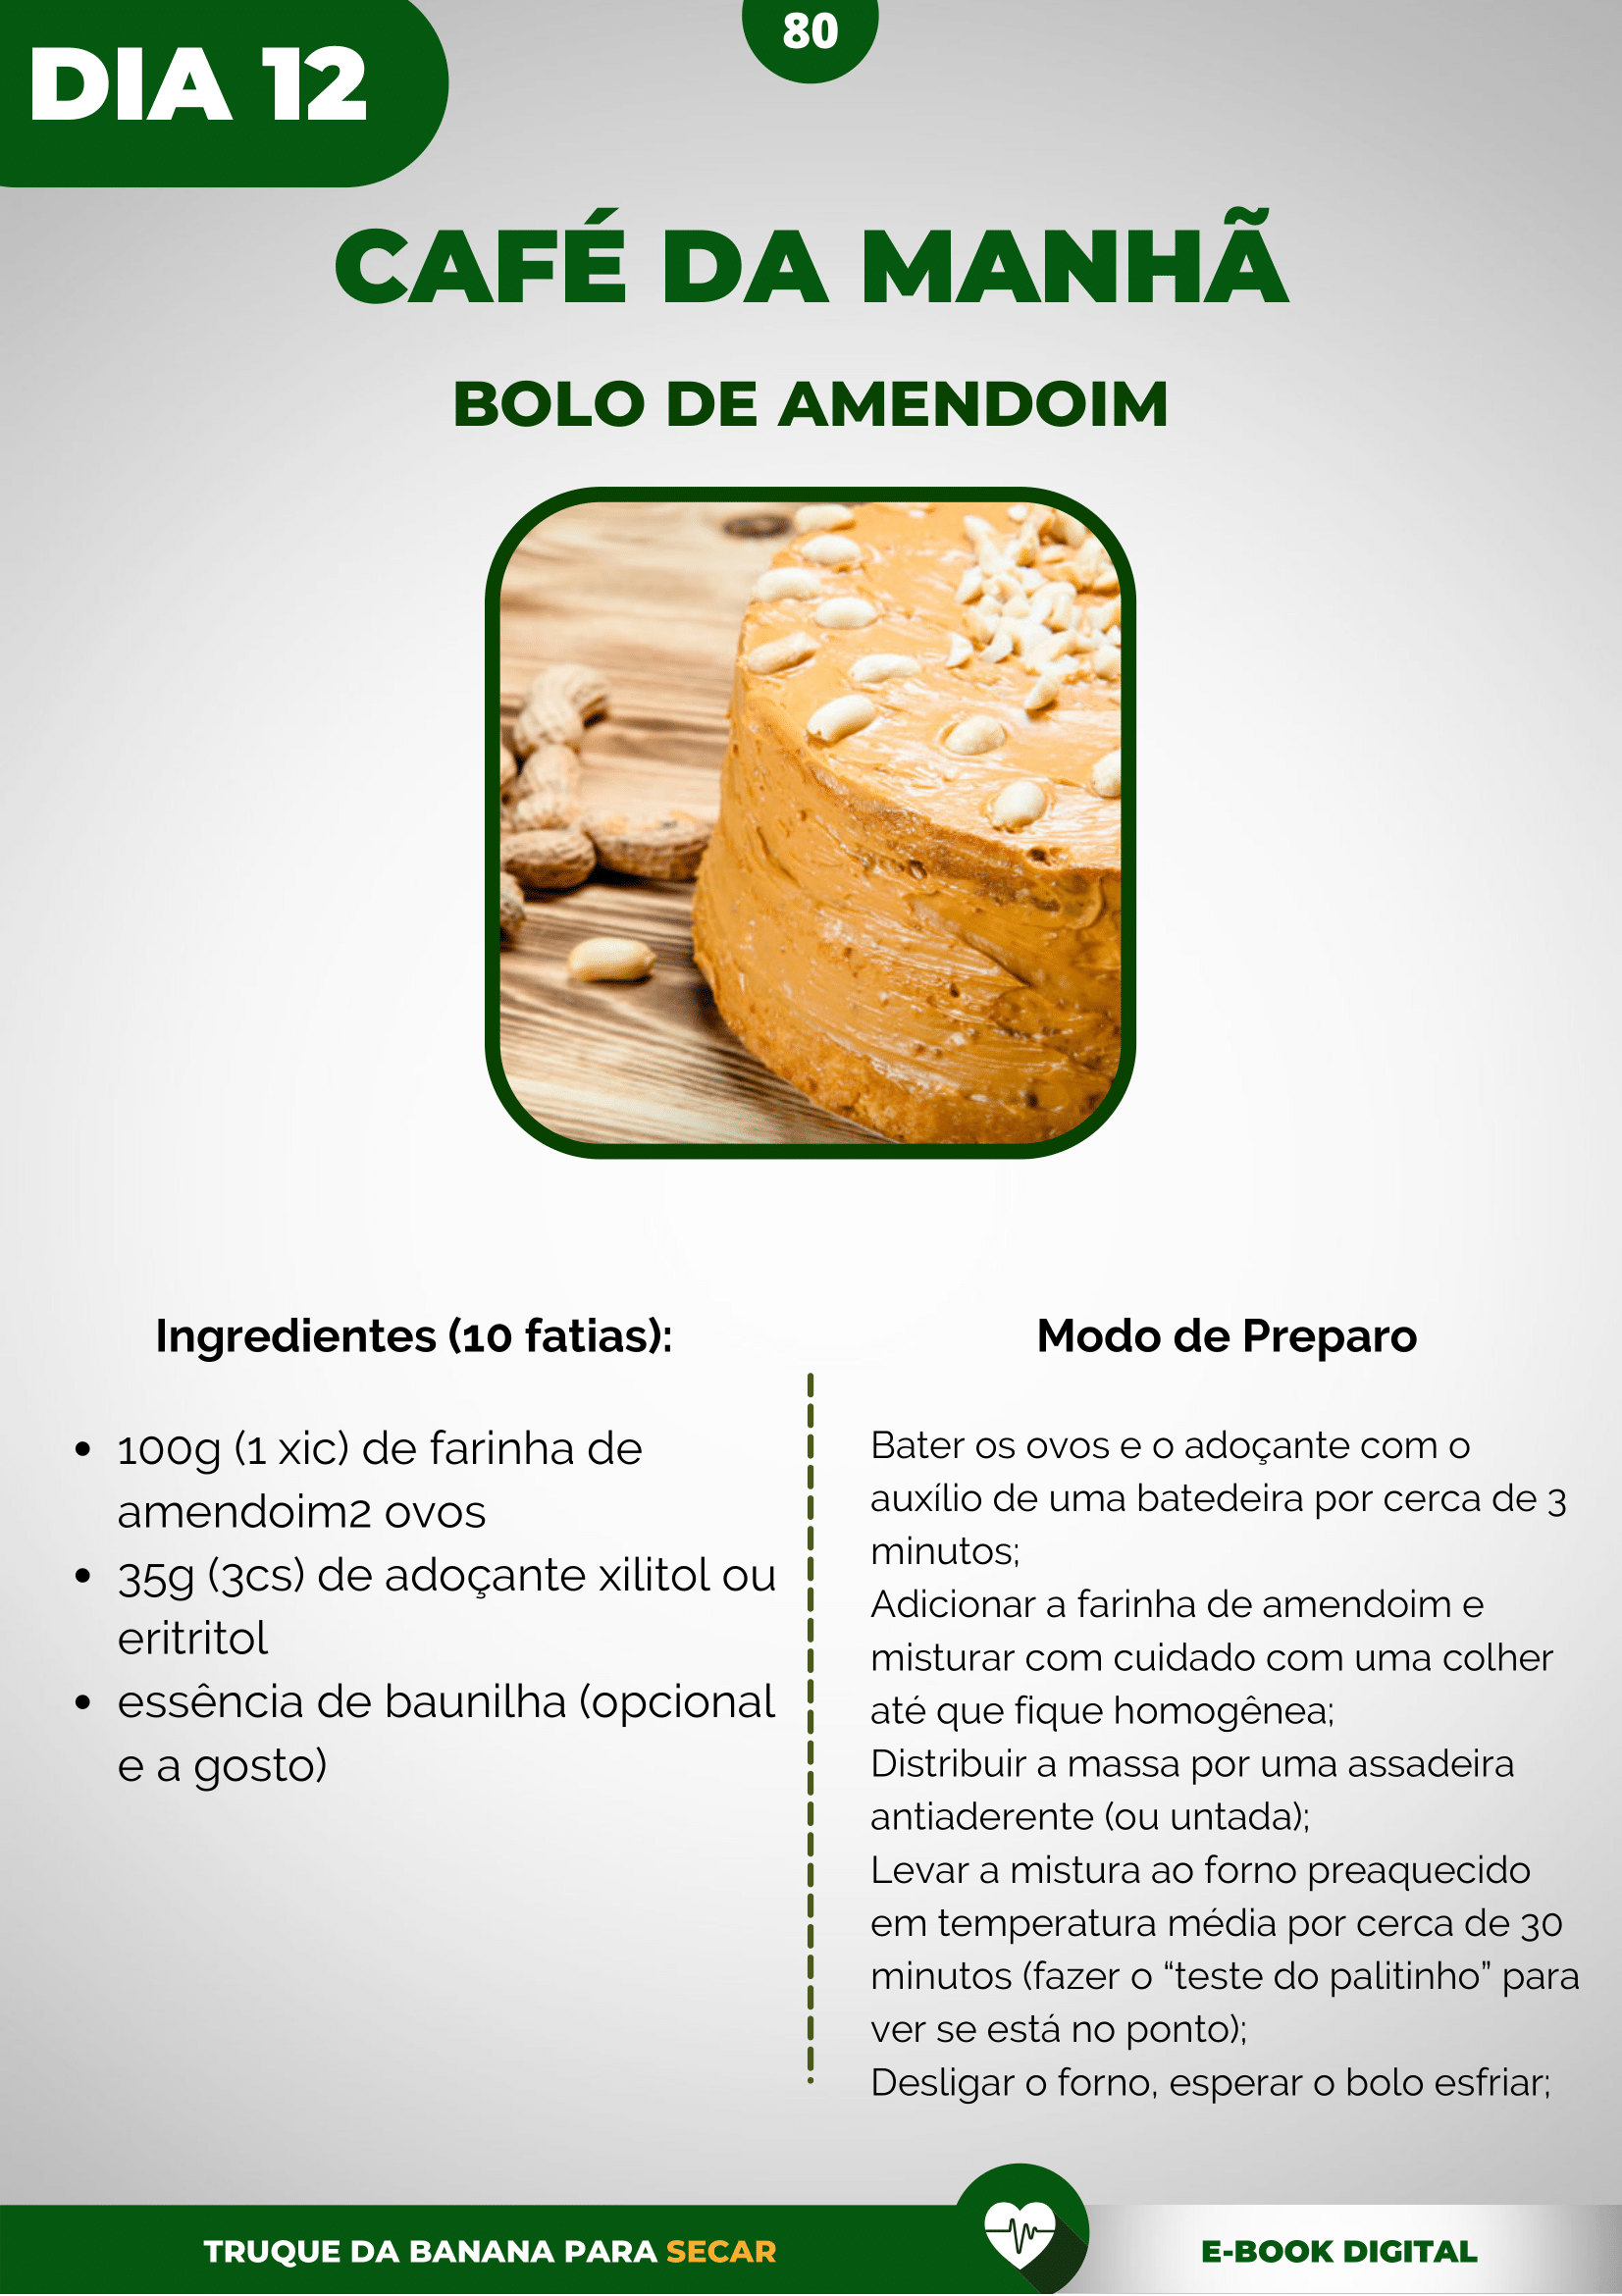 DIA 12
80
CAFÉ DA MANHÃ
BOLO DE AMENDOIM
Ingredientes (10 fatias):
• 100g (1 xic) de farinha de
amendoim2 ovos
• 35g (3cs) de adoçante xilitol ou
eritritol
• essência de baunilha (opcional
e a gosto)
Modo de Preparo
Bater os ovos e o adoçante com o
auxílio de uma batedeira por cerca de 3
minutos;
Adicionar a farinha de amendoim e
misturar com cuidado com uma colher
até que fique homogênea;
Distribuir a massa por uma assadeira
antiaderente (ou untada);
Levar a mistura ao forno preaquecido
em temperatura média por cerca de 30
minutos (fazer o “teste do palitinho” para
ver se está no ponto);
Desligar o forno, esperar o bolo esfriar;
TRUQUE DA BANANA PARA SECAR
E-BOOK DIGITAL